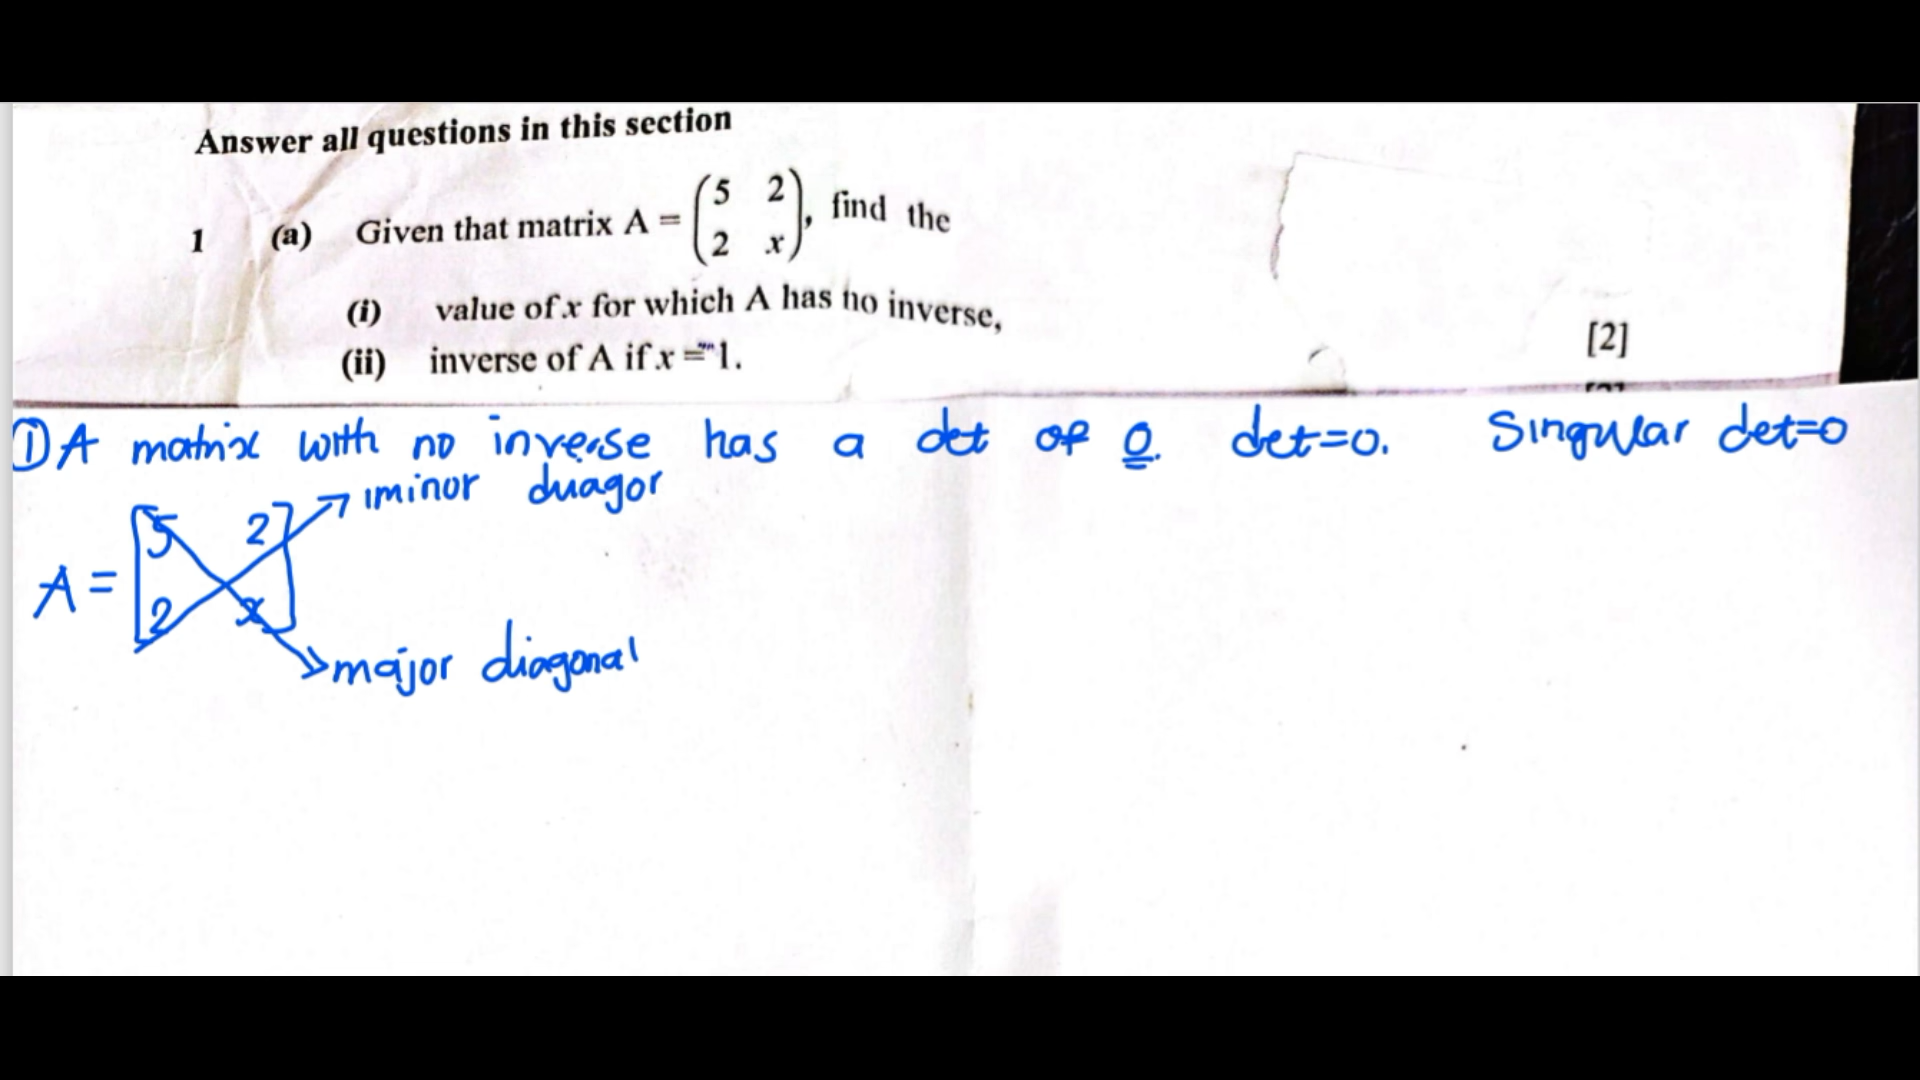 Answer all questions in this section
1 (a) Given that matrix A = (5 2 2 x), find the
(i) value of x for which A has no inverse,
[2]
(ii) inverse of A if x = 1.
① A matrix with no inverse has a det of 0. det=0. Singular det=0
minor
A = [5 2 2 x]
major diagonal